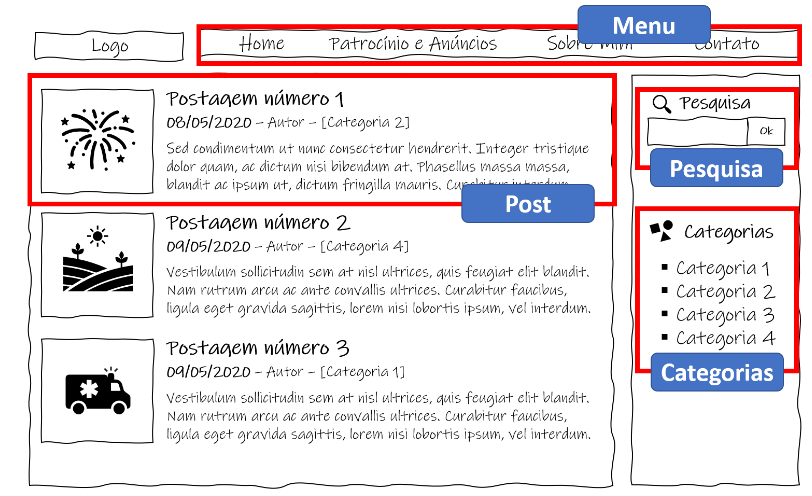 Logo
Home
Patrocínio e Anúncios
Sobre mim
Contato
Menu
Postagem número 1
08/05/2020 – Autor – [Categoria 2]
Sed condimentum ut nunc consectetur hendrerit. Integer tristique
dolor quam, ac dictum nisi bibendum at. Phasellus massa massa,
blandit ac ipsum ut, dictum fringilla mauris. Curabitur interdum
Post
Postagem número 2
09/05/2020 – Autor – [Categoria 4]
Vestibulum sollicitudin sem at nisl ultrices, quis feugiat elit blandit.
Nam rutrum arcu ac ante convallis ultrices. Curabitur faucibus,
ligula eget gravida sagittis, lorem nisi lobortis ipsum, vel interdum.
Postagem número 3
09/05/2020 – Autor – [Categoria 1]
Vestibulum sollicitudin sem at nisl ultrices, quis feugiat elit blandit.
Nam rutrum arcu ac ante convallis ultrices. Curabitur faucibus,
ligula eget gravida sagittis, lorem nisi lobortis ipsum, vel interdum.
Pesquisa
Ok
Pesquisa
Categorias
▪ Categoria 1
▪ Categoria 2
▪ Categoria 3
▪ Categoria 4
Categorias